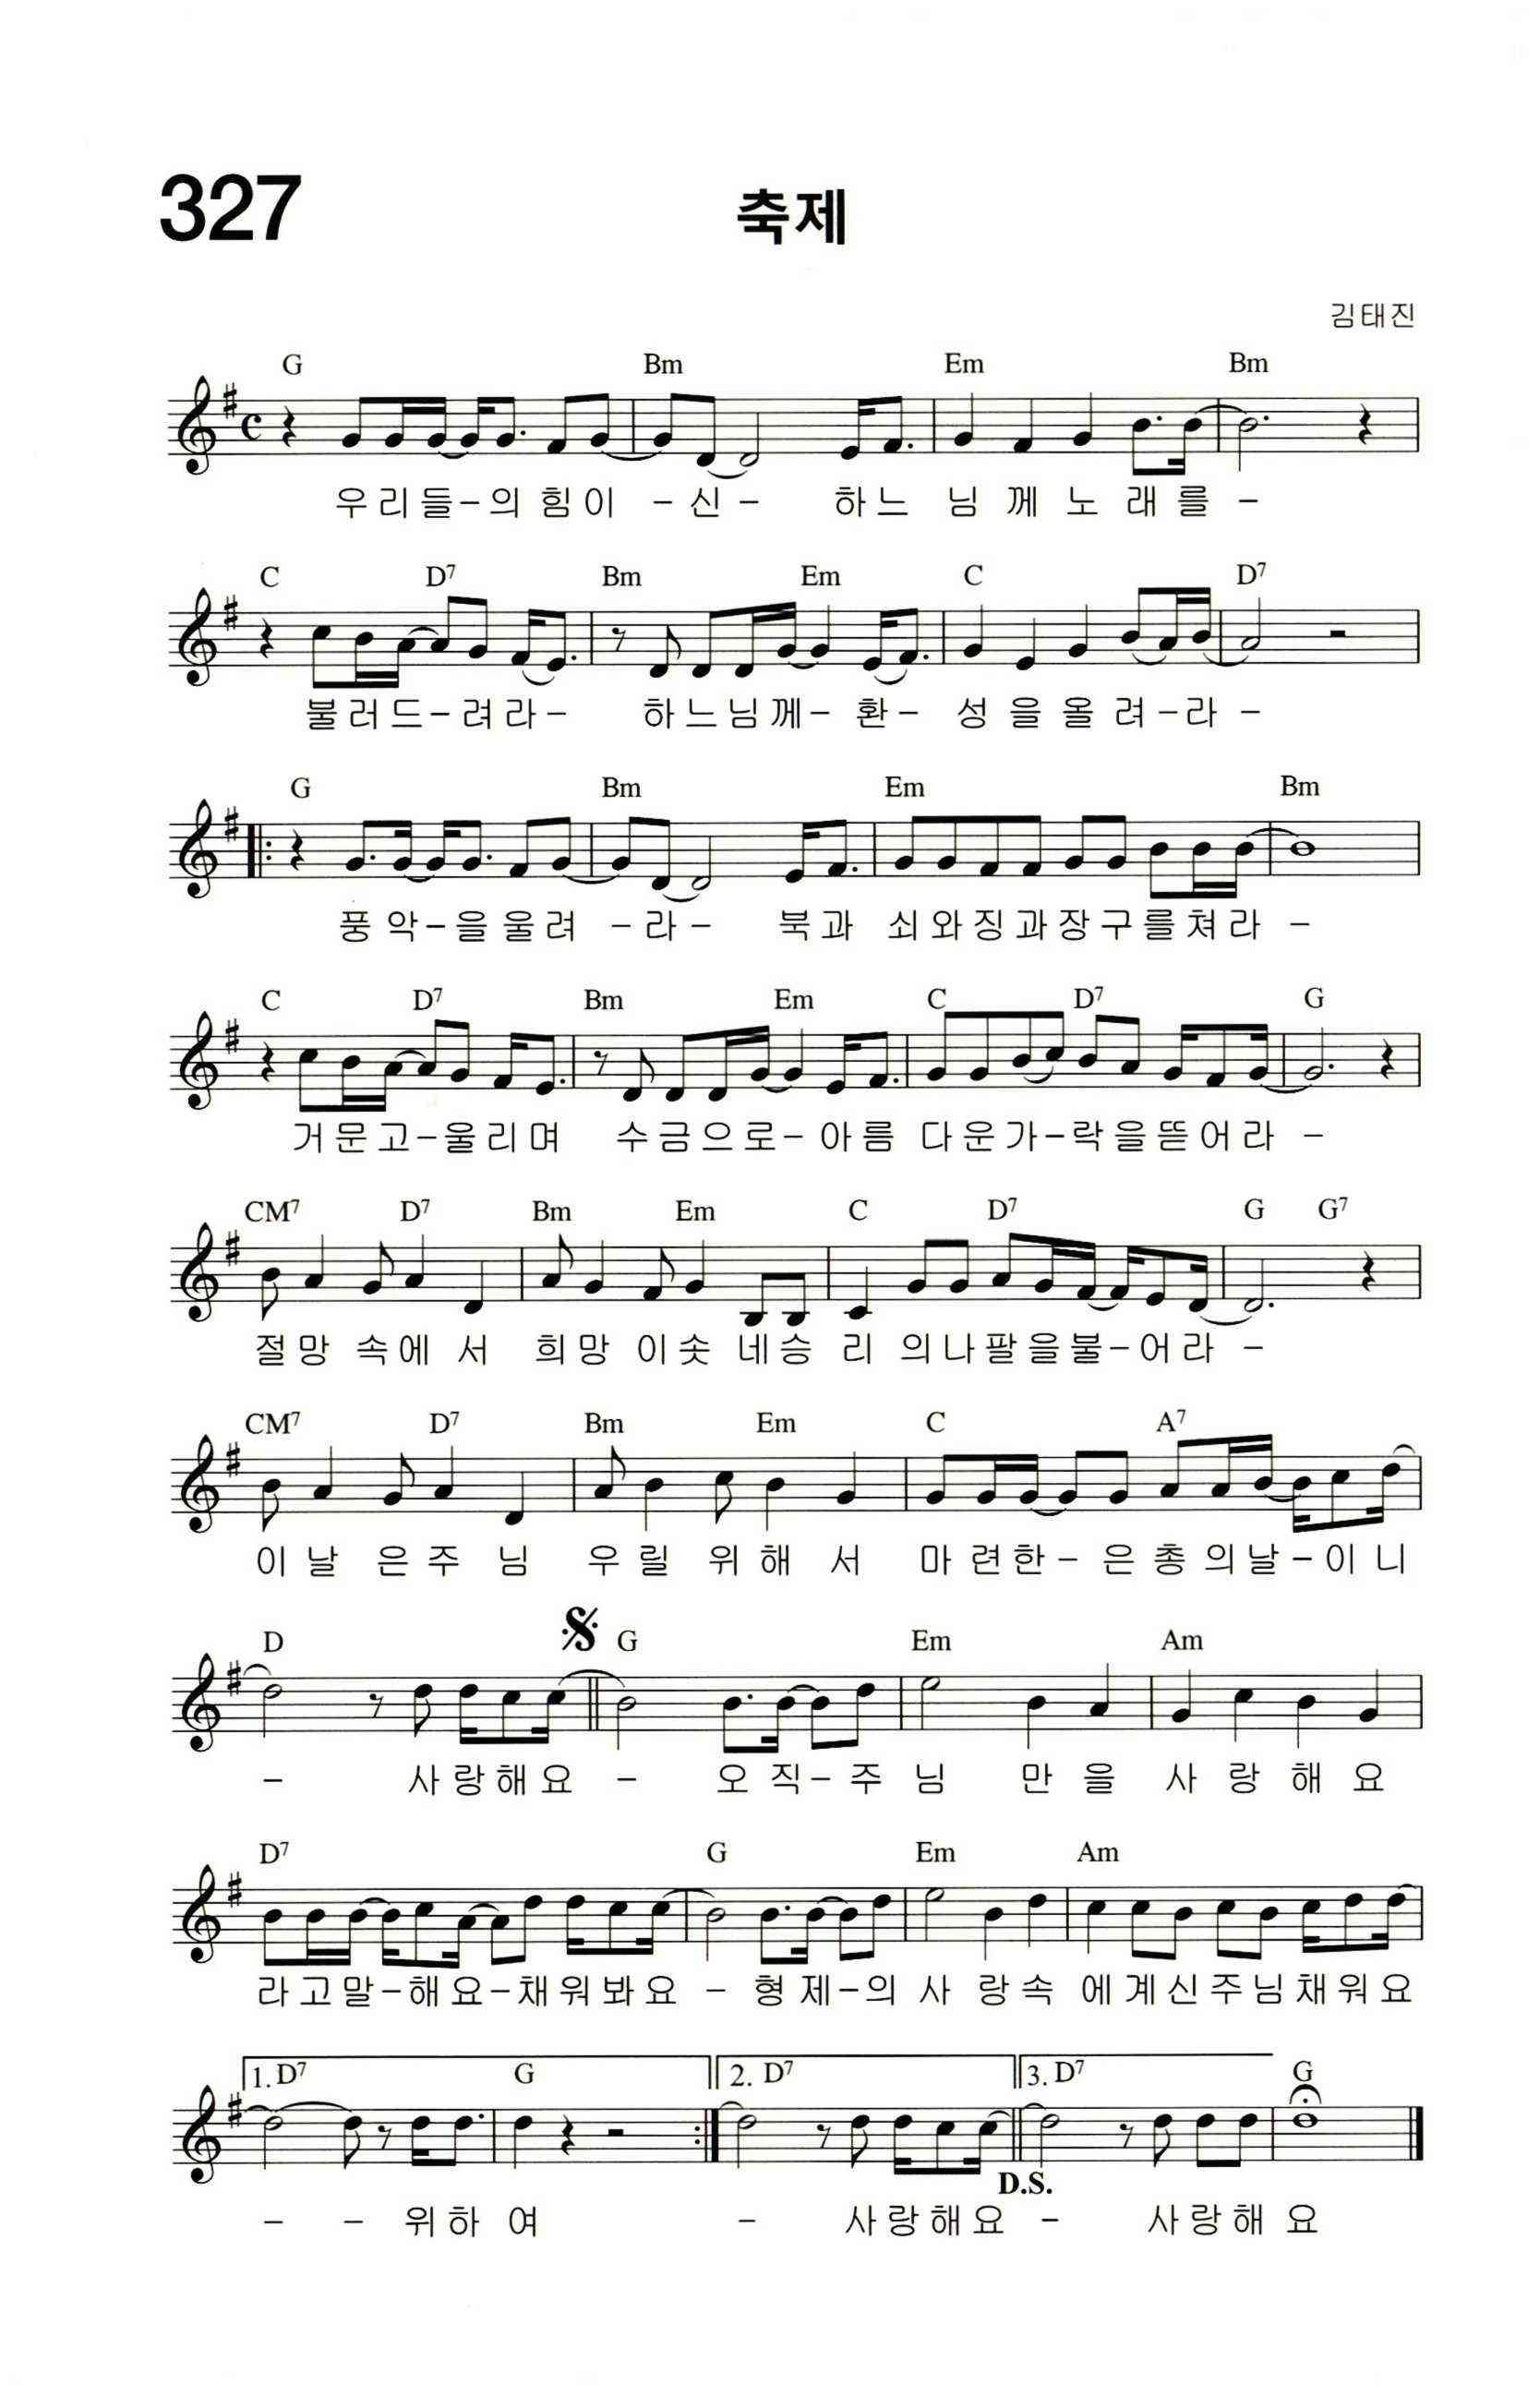 327
축제
김태진
G Bm Em Bm
우리들-의 힘이 -신- 하느 님 께 노 래 를 -
C D7 Bm Em C D7
불러드-려라- 하느님께- 환- 성 을 올 려-라 -
G Bm Em Bm
풍 악-을 울 려 -라- 북과 쇠와징과장구를쳐라 -
C D7 Bm Em C D7 G
거문고-울리며 수금으로-아름 다운가-락을뜯어라 -
CM7 D7 Bm Em C D7 G G7
절망 속에 서 희망 이솟 네승 리 의나팔을불-어라 -
CM7 D7 Bm Em C A7
이 날 은 주 님 우 릴 위 해 서 마 련한- 은 총 의날-이 니
D G Em Am
- 사랑해요 - 오 직-주 님 만 을 사 랑 해 요
D7 G Em Am
라고말-해요-채워봐요 - 형 제-의 사 랑속 에계신주님채워요
1. D7 G 2. D7 3. D7 G
D.S.
- - 위하 여 - 사랑해요 - 사랑해 요